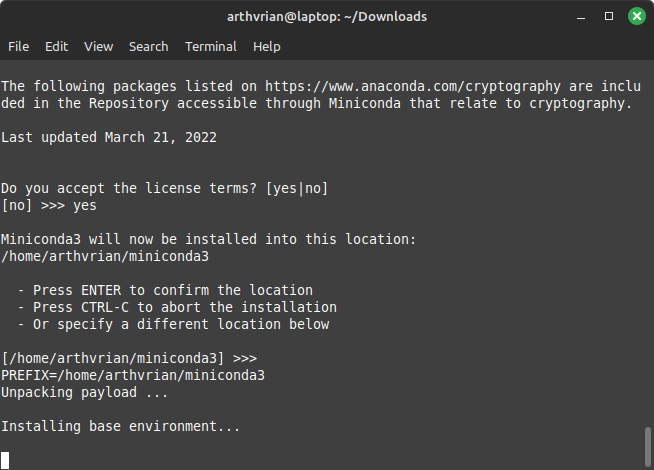 arthvrian@laptop: ~/Downloads
File Edit View Search Terminal Help
The following packages listed on https://www.anaconda.com/cryptography are inclu
ded in the Repository accessible through Miniconda that relate to cryptography.
Last updated March 21, 2022
Do you accept the license terms? [yes|no]
[no] >>> yes
Miniconda3 will now be installed into this location:
/home/arthvrian/miniconda3
- Press ENTER to confirm the location
- Press CTRL-C to abort the installation
- Or specify a different location below
[/home/arthvrian/miniconda3] >>>
PREFIX=/home/arthvrian/miniconda3
Unpacking payload ...
Installing base environment...